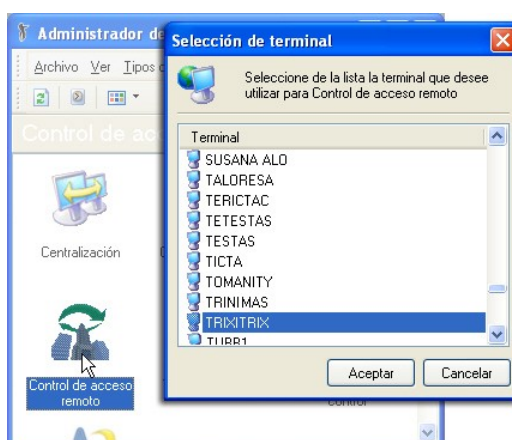 Administrador de
Selección de terminal
Archivo Ver Tipos
Seleccione de la lista la terminal que desee
utilizar para Control de acceso remoto
Control de
Terminal
SUSANA ALO
TALORESA
TERICTAC
TETESTAS
TESTAS
TICTA
TOMANITY
TRINIMAS
TRIXITRIX
TURR1
Centralización
Control de acceso
remoto
Aceptar
Cancelar